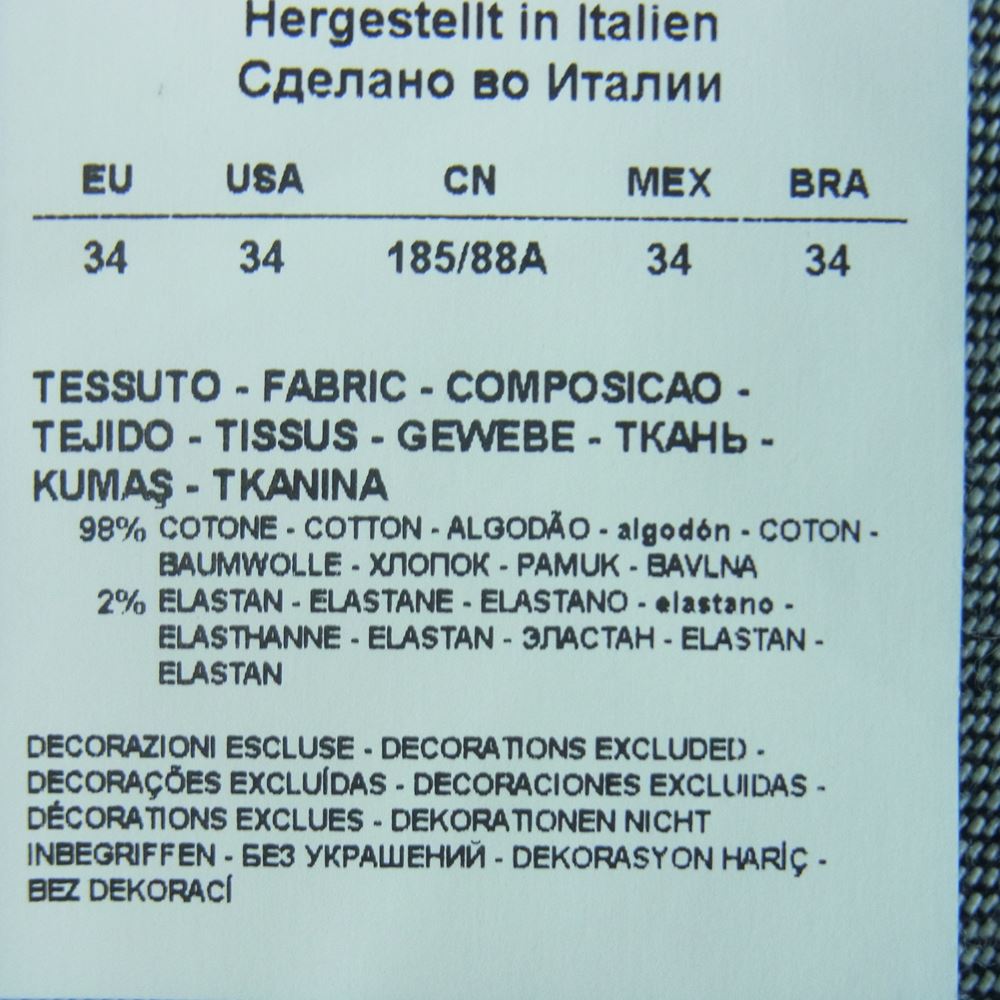 Hergestellt in Italien
Сделано во Италии
EU USA CN MEX BRA
34 34 185/88A 34 34
TESSUTO - FABRIC - COMPOSICAO -
TEJIDO - TISSUS - GEWEBE - ТКАНЬ -
KUMAŞ - TKANINA
98% COTONE - COTTON - ALGODÃO - algodón - COTON -
BAUMWOLLE - ХЛОПОК - PAMUK - BAVLNA
2% ELASTAN - ELASTANE - ELASTANO - elastano -
ELASTHANNE - ELASTAN - ЭЛАСТАН - ELASTAN -
ELASTAN
DECORAZIONI ESCLUSE - DECORATIONS EXCLUDED -
DECORAÇÕES EXCLUÍDAS - DECORACIONES EXCLUIDAS -
DÉCORATIONS EXCLUES - DEKORATIONEN NICHT
INBEGRIFFEN - БЕЗ УКРАШЕНИЙ - DEKORASYON HARİÇ -
BEZ DEKORACÍ